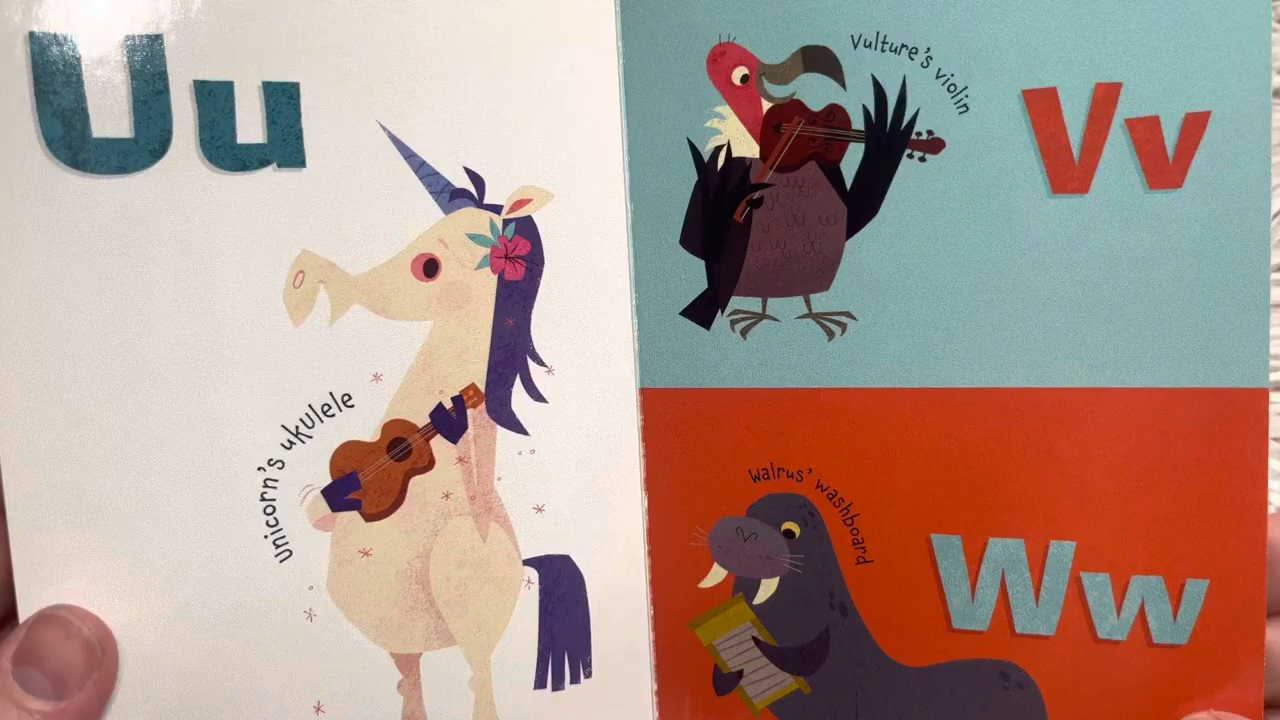 Uu
unicorn's ukulele
vulture's violin
Vv
walrus' washboard
Ww